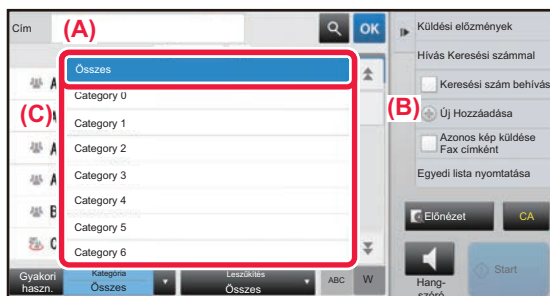 Cím
(A)
OK
Összes
Category 0
(C)
Category 1
Category 2
Category 3
Category 4
Category 5
Category 6
A
A
A
B
C
Gyakori
haszn.
Kategória
Összes
Leszűkítés
Összes
ABC
W
(B)
Küldési előzmények
Hívás Keresési számmal
Keresési szám behívás
Új Hozzáadása
Azonos kép küldése
Fax címként
Egyedi lista nyomtatása
Előnézet
CA
Hang-
szóró
Start